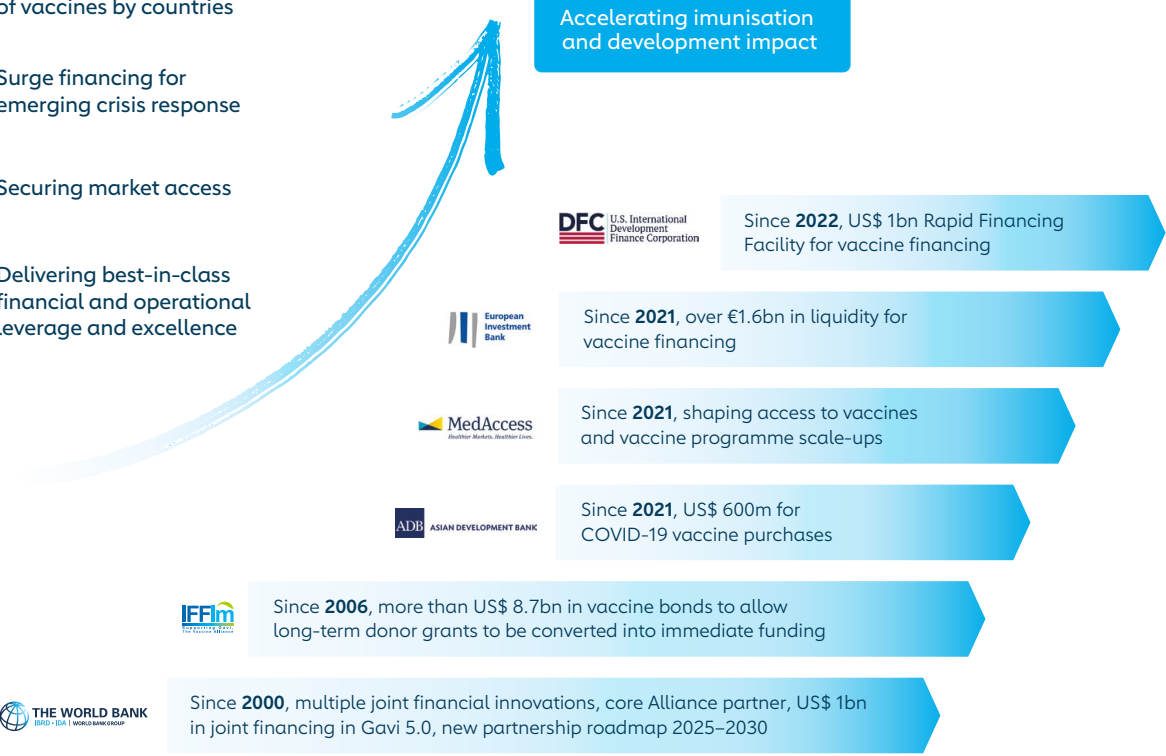 of vaccines by countries
Surge financing for
emerging crisis response
Securing market access
Delivering best-in-class
financial and operational
leverage and excellence
Accelerating imunisation
and development impact
DFC
U.S. International
Development
Finance Corporation
Since 2022, US$ 1bn Rapid Financing
Facility for vaccine financing
European
Investment
Bank
Since 2021, over €1.6bn in liquidity for
vaccine financing
MedAccess
Healthier Markets. Healthier Lives.
Since 2021, shaping access to vaccines
and vaccine programme scale-ups
ADB ASIAN DEVELOPMENT BANK
Since 2021, US$ 600m for
COVID-19 vaccine purchases
IFFIm
Supporting Gavi,
The Vaccine Alliance
Since 2006, more than US$ 8.7bn in vaccine bonds to allow
long-term donor grants to be converted into immediate funding
THE WORLD BANK
IBRD • IDA | WORLD BANK GROUP
Since 2000, multiple joint financial innovations, core Alliance partner, US$ 1bn
in joint financing in Gavi 5.0, new partnership roadmap 2025–2030